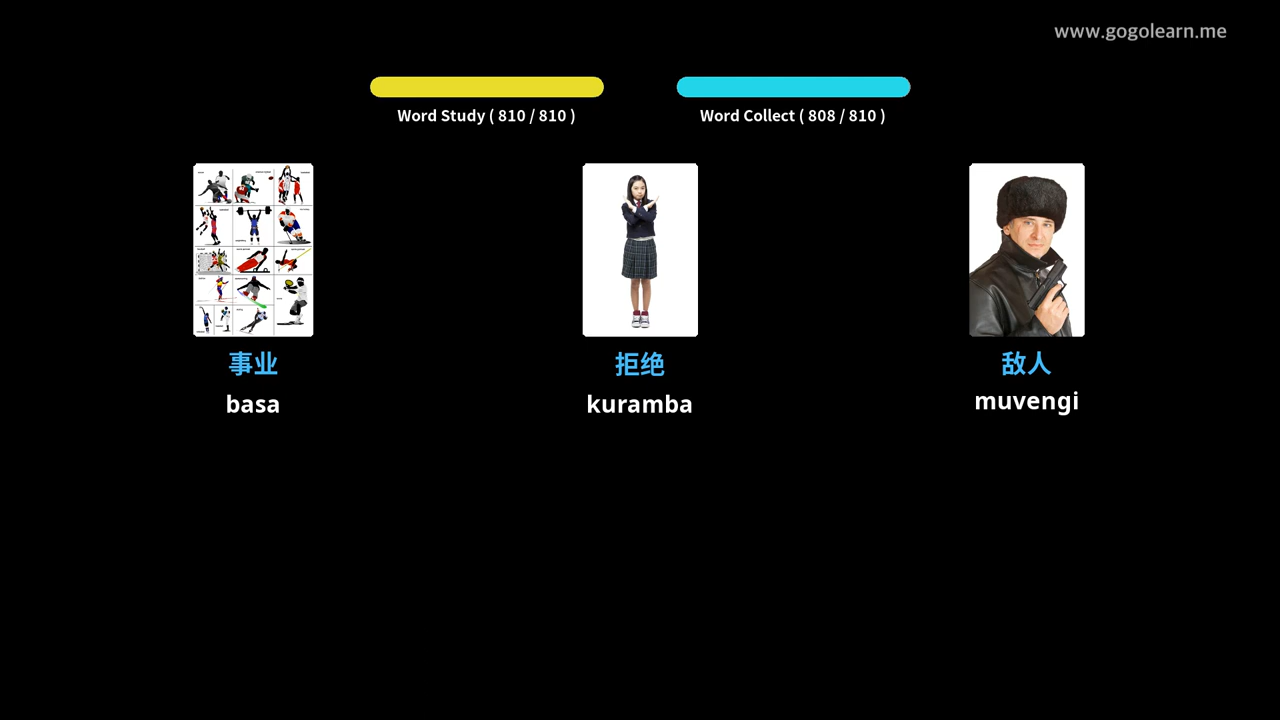 www.gogolearn.me
Word Study ( 810 / 810 )
Word Collect ( 808 / 810 )
事业
拒绝
敌人
basa
kuramba
muvengi